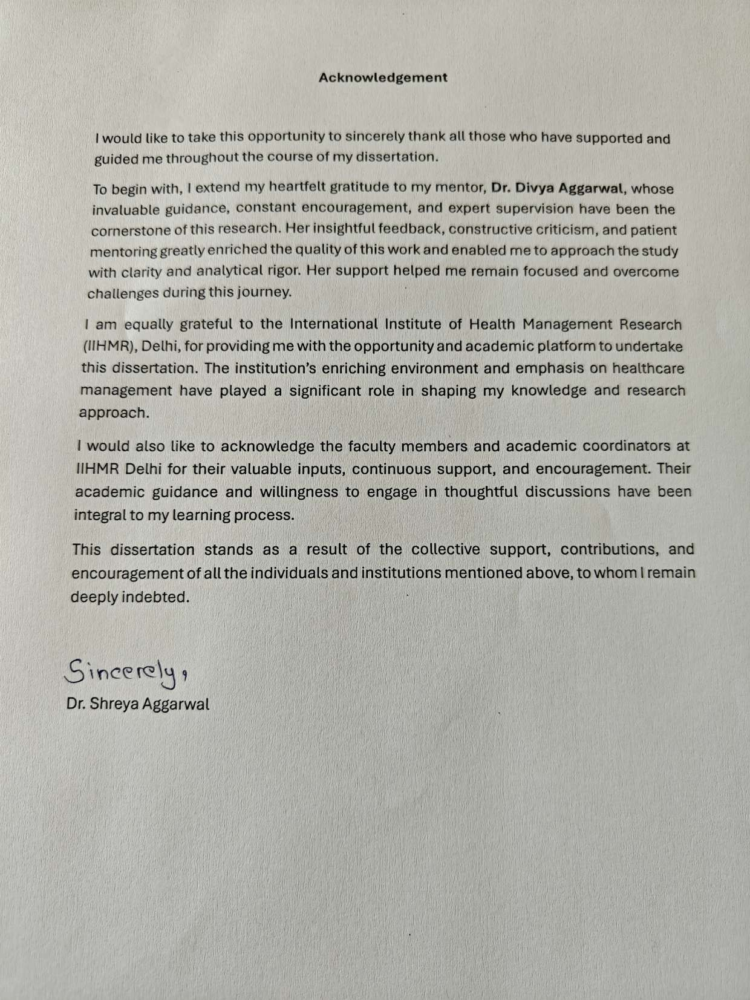 Acknowledgement
I would like to take this opportunity to sincerely thank all those who have supported and
guided me throughout the course of my dissertation.
To begin with, I extend my heartfelt gratitude to my mentor, Dr. Divya Aggarwal, whose
invaluable guidance, constant encouragement, and expert supervision have been the
cornerstone of this research. Her insightful feedback, constructive criticism, and patient
mentoring greatly enriched the quality of this work and enabled me to approach the study
with clarity and analytical rigor. Her support helped me remain focused and overcome
challenges during this journey.
I am equally grateful to the International Institute of Health Management Research
(IIHMR), Delhi, for providing me with the opportunity and academic platform to undertake
this dissertation. The institution’s enriching environment and emphasis on healthcare
management have played a significant role in shaping my knowledge and research
approach.
I would also like to acknowledge the faculty members and academic coordinators at
IIHMR Delhi for their valuable inputs, continuous support, and encouragement. Their
academic guidance and willingness to engage in thoughtful discussions have been
integral to my learning process.
This dissertation stands as a result of the collective support, contributions, and
encouragement of all the individuals and institutions mentioned above, to whom I remain
deeply indebted.
Sincerely,
Dr. Shreya Aggarwal